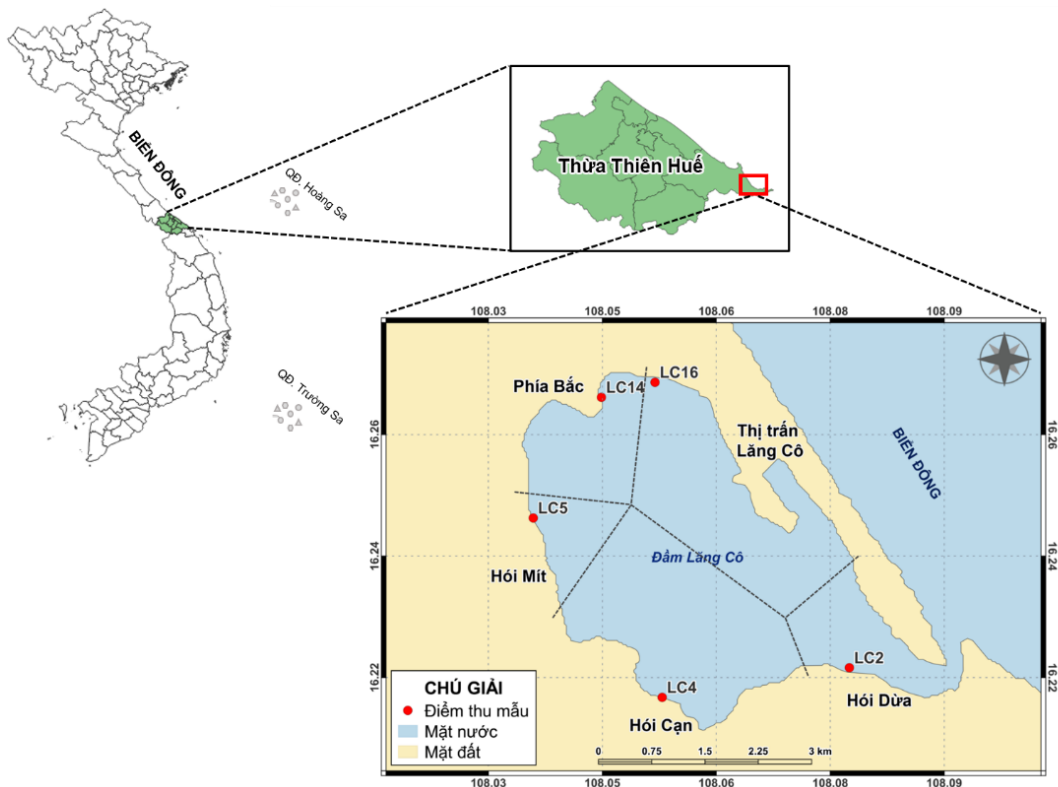 BIỂN ĐÔNG
QĐ. Hoàng Sa
QĐ. Trường Sa
Thừa Thiên Huế
108.03
108.05
108.06
108.08
108.09
16.26
16.26
Phía Bắc
LC14
LC16
Thị trấn
Lăng Cô
BIỂN ĐÔNG
LC5
Hói Mít
Đầm Lăng Cô
16.24
16.24
LC2
Hói Dừa
LC4
Hói Cạn
16.22
16.22
CHÚ GIẢI
Điểm thu mẫu
Mặt nước
Mặt đất
0 0.75 1.5 2.25 3 km
108.03
108.05
108.06
108.08
108.09